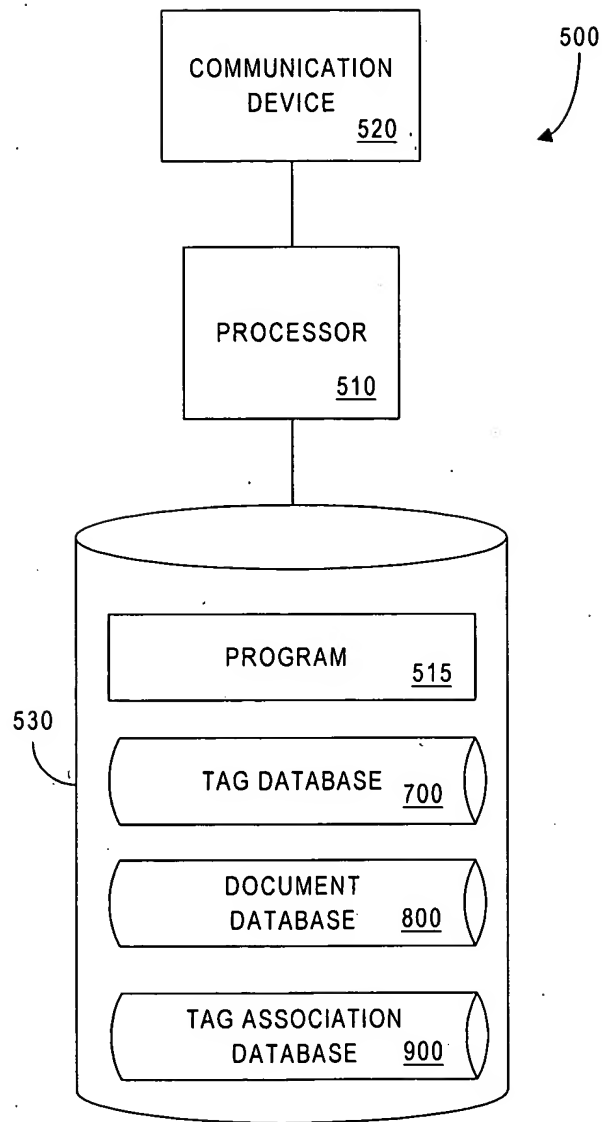 500
COMMUNICATION
DEVICE
520
PROCESSOR
510
PROGRAM
515
530
TAG DATABASE
700
DOCUMENT
DATABASE
800
TAG ASSOCIATION
DATABASE
900